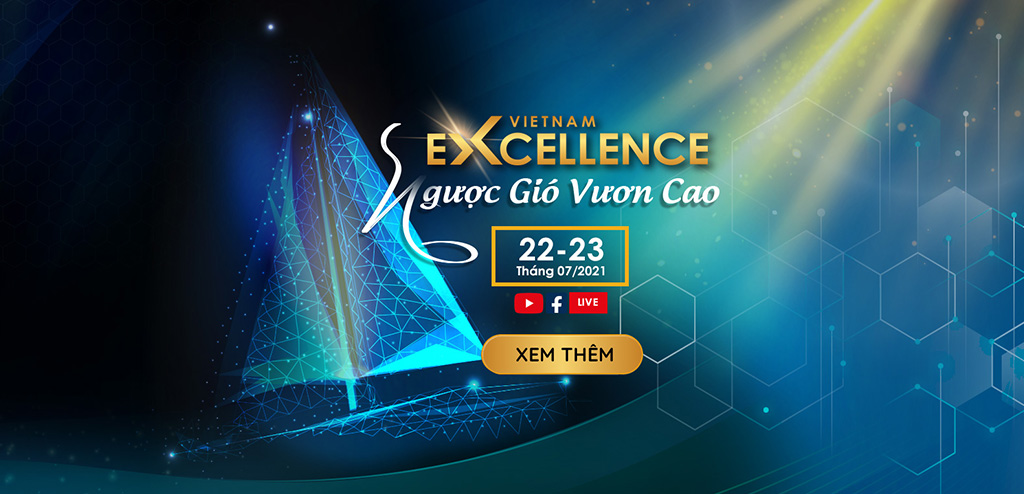 VIETNAM
EXCELLENCE
Ngược Gió Vươn Cao
22-23
Tháng 07/2021
LIVE
XEM THÊM